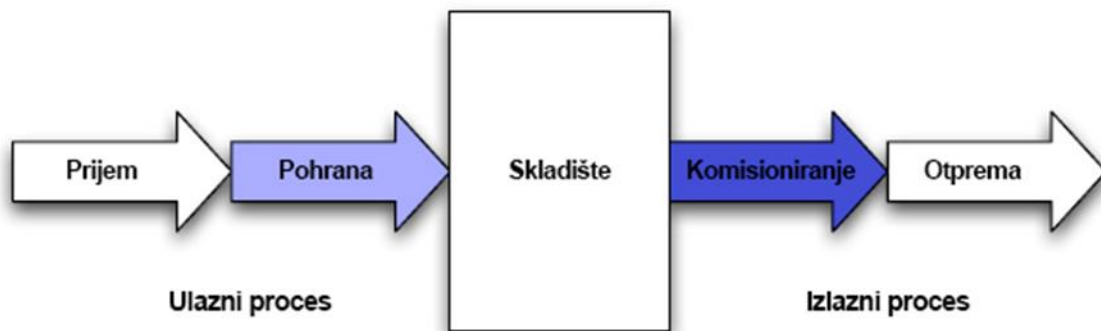 Prijem
Pohrana
Skladište
Komisioniranje
Otprema
Ulazni proces
Izlazni proces